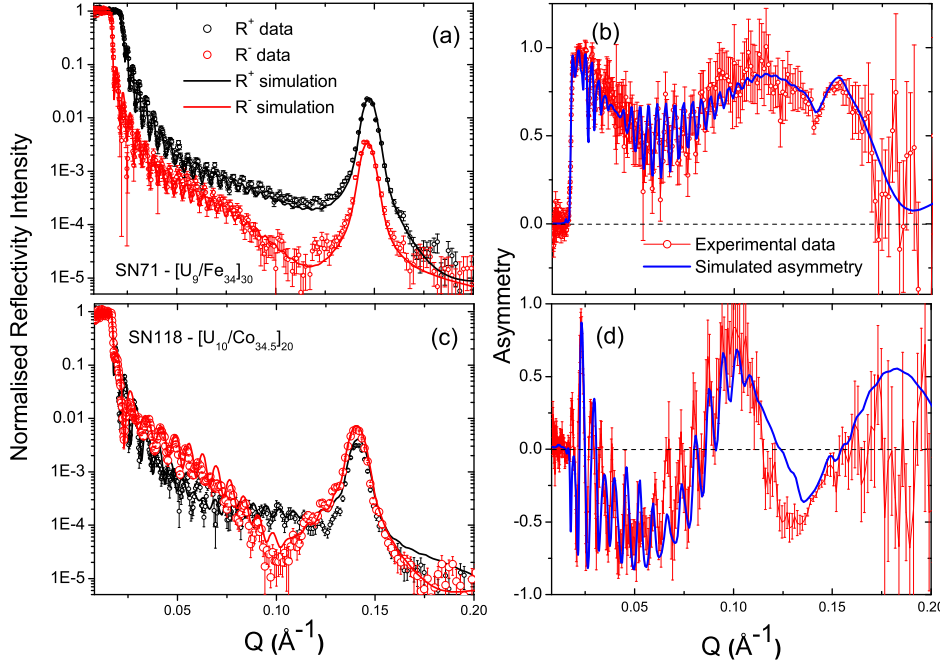 Normalised Reflectivity Intensity
1
0.1
0.01
1E-3
1E-4
1E-5
R⁺ data
R⁻ data
R⁺ simulation
R⁻ simulation
(a)
SN71 - [U₉/Fe₃₄]₃₀
1
0.1
0.01
1E-3
1E-4
1E-5
SN118 - [U₁₀/Co₃₄.₅]₂₀
(c)
0.05
0.10
0.15
0.20
Q (Å⁻¹)
Asymmetry
1.0
0.5
0.0
(b)
Experimental data
Simulated asymmetry
1.0
0.5
0.0
-0.5
-1.0
(d)
0.05
0.10
0.15
0.20
Q (Å⁻¹)